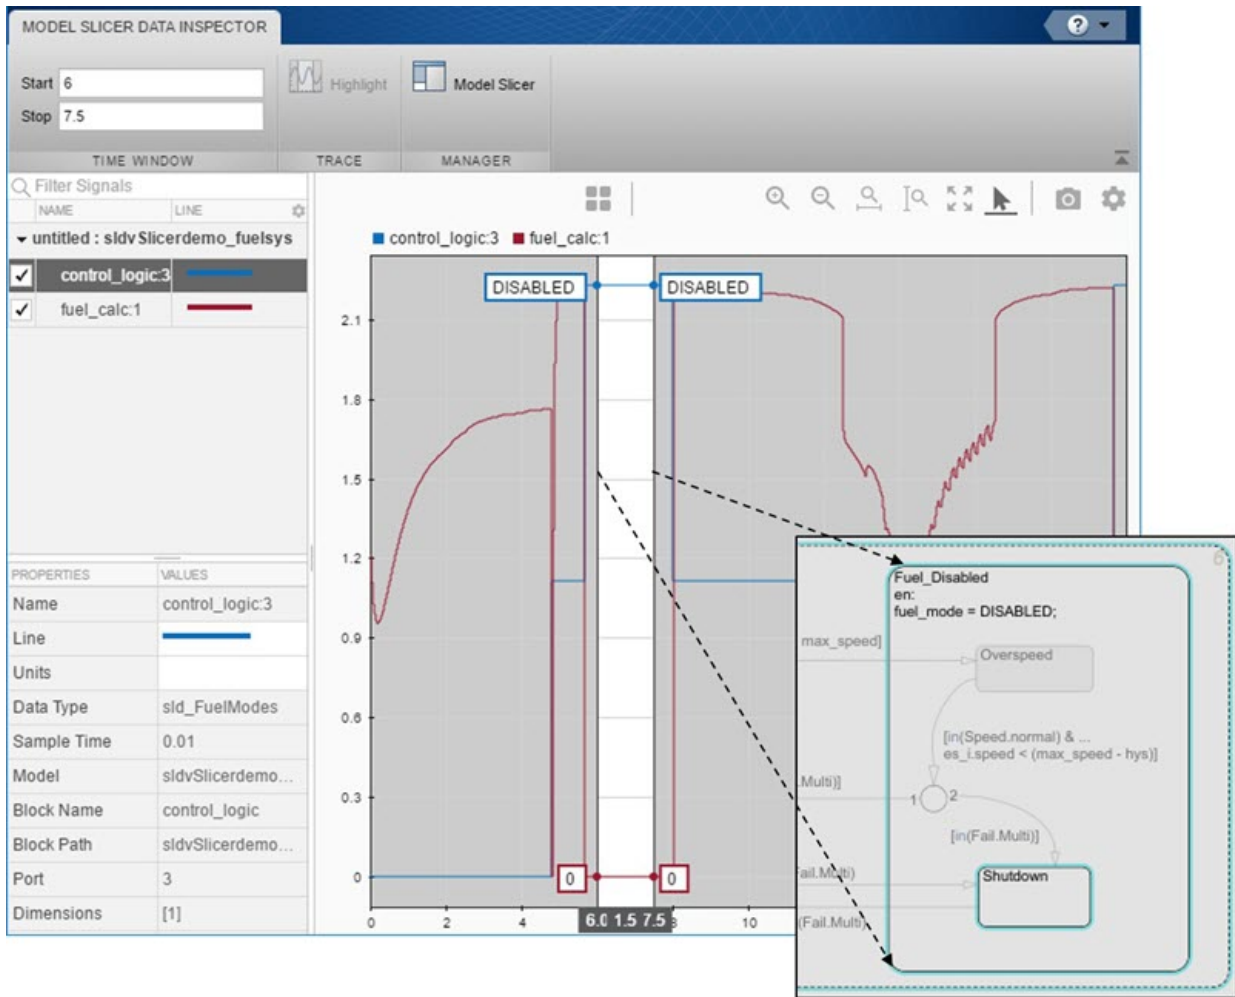 MODEL SLICER DATA INSPECTOR
?
Start 6
Stop 7.5
Highlight
Model Slicer
TIME WINDOW
TRACE
MANAGER
Filter Signals
NAME LINE
untitled : sldvSlicerdemo_fuelsys
control_logic:3
fuel_calc:1
control_logic:3 fuel_calc:1
DISABLED
DISABLED
2.1
1.8
1.5
1.2
0.9
0.6
0.3
0
0
0
0 2 4 6.0 1.5 7.5 8 10
PROPERTIES VALUES
Name control_logic:3
Line
Units
Data Type sld_FuelModes
Sample Time 0.01
Model sldvSlicerdemo...
Block Name control_logic
Block Path sldvSlicerdemo...
Port 3
Dimensions [1]
6
Fuel_Disabled
en:
fuel_mode = DISABLED;
max_speed]
Overspeed
[in(Speed.normal) & ...
es_i.speed < (max_speed - hys)]
.Multi)]
1 2
[in(Fail.Multi)]
Fail.Multi)
Shutdown
(Fail.Multi)